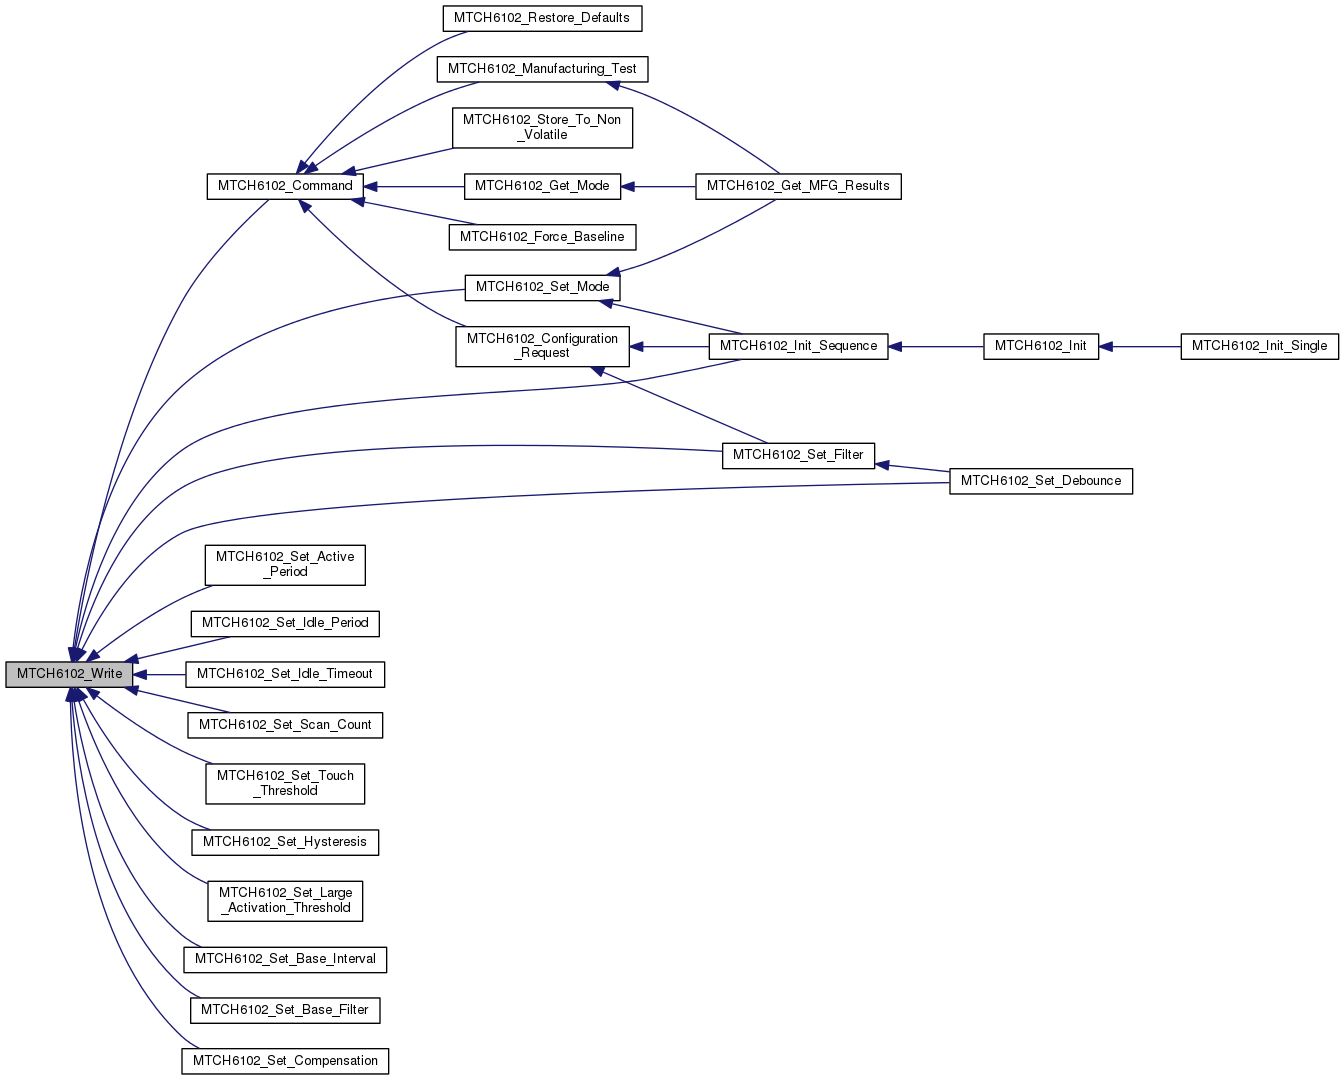 MTCH6102_Restore_Defaults
MTCH6102_Manufacturing_Test
MTCH6102_Store_To_Non
_Volatile
MTCH6102_Command
MTCH6102_Get_Mode
MTCH6102_Get_MFG_Results
MTCH6102_Force_Baseline
MTCH6102_Set_Mode
MTCH6102_Configuration
_Request
MTCH6102_Init_Sequence
MTCH6102_Init
MTCH6102_Init_Single
MTCH6102_Set_Filter
MTCH6102_Set_Debounce
MTCH6102_Set_Active
_Period
MTCH6102_Set_Idle_Period
MTCH6102_Write
MTCH6102_Set_Idle_Timeout
MTCH6102_Set_Scan_Count
MTCH6102_Set_Touch
_Threshold
MTCH6102_Set_Hysteresis
MTCH6102_Set_Large
_Activation_Threshold
MTCH6102_Set_Base_Interval
MTCH6102_Set_Base_Filter
MTCH6102_Set_Compensation